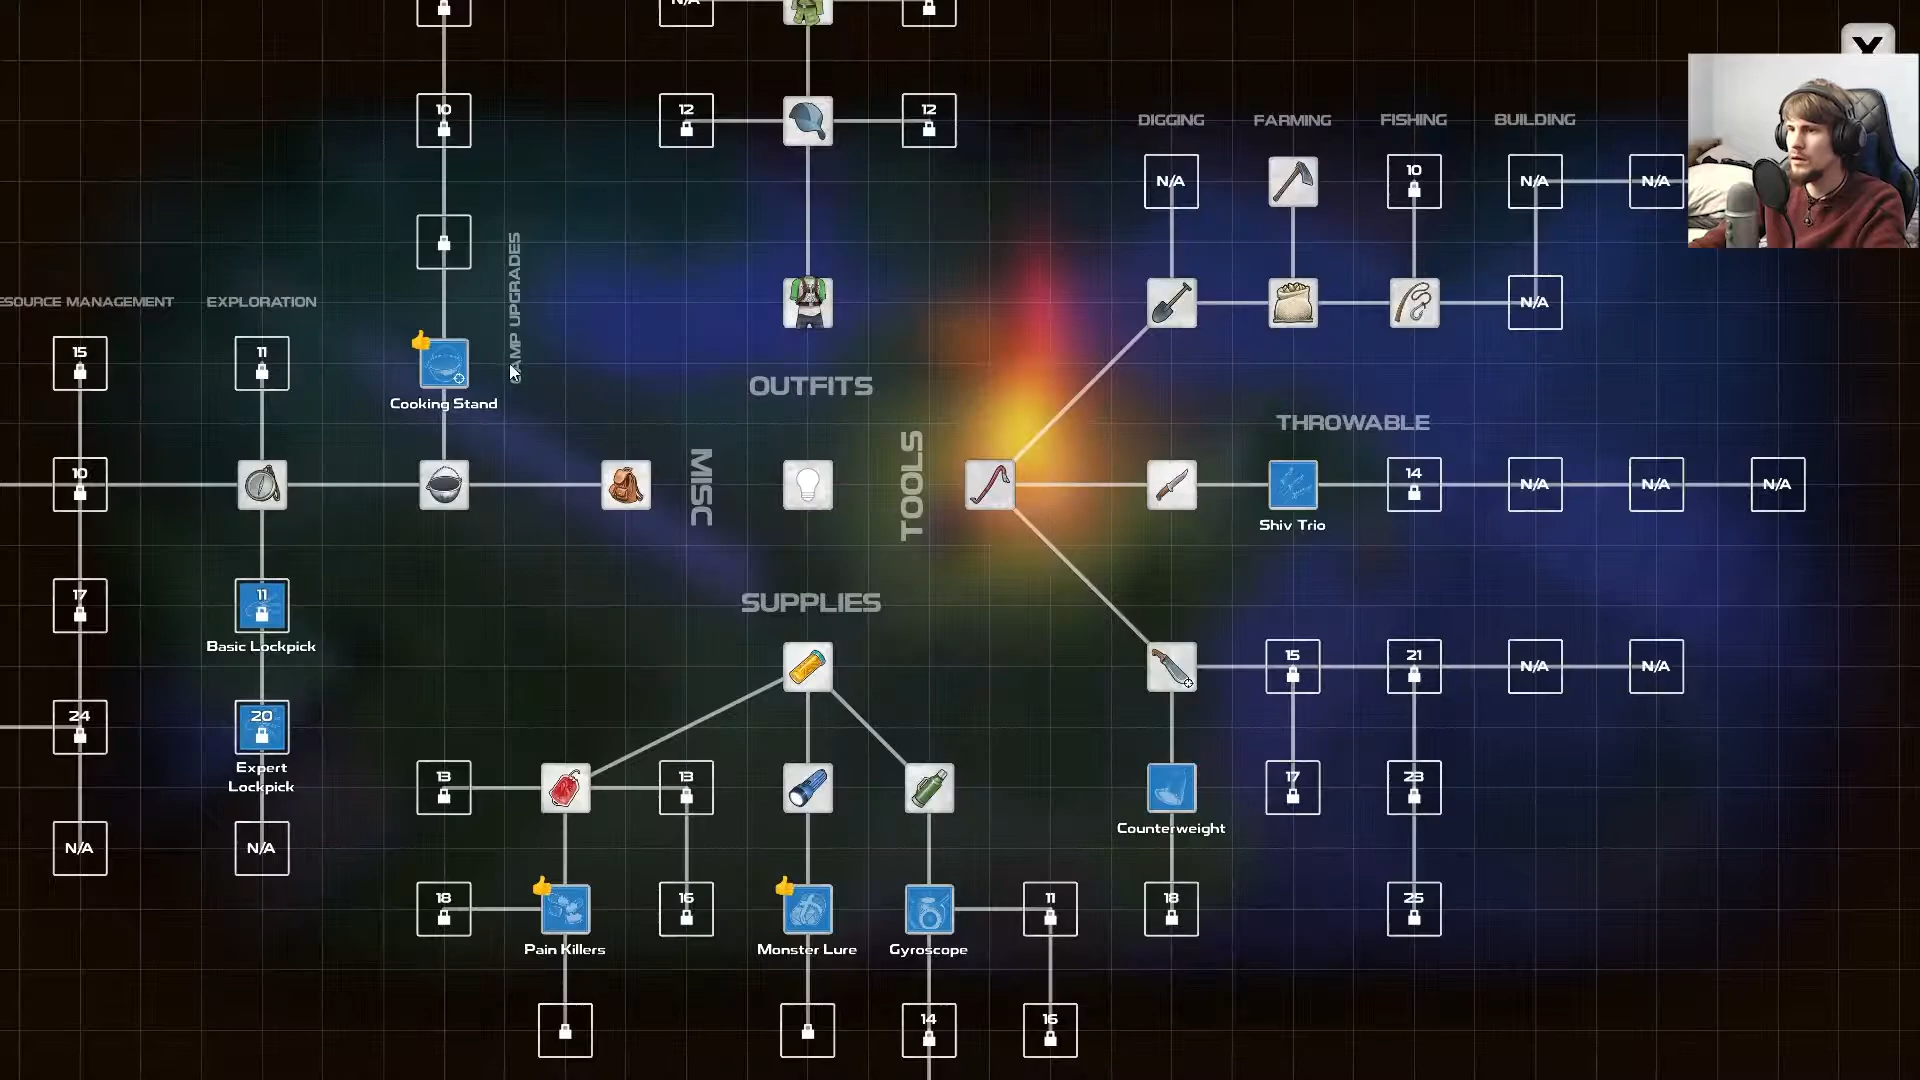 N/A
X
10
12
12
DIGGING
FARMING
FISHING
BUILDING
N/A
10
N/A
N/A
ESOURCE MANAGEMENT
EXPLORATION
CAMP UPGRADES
N/A
15
11
Cooking Stand
OUTFITS
THROWABLE
10
MISC
TOOLS
14
N/A
N/A
N/A
Shiv Trio
17
11
Basic Lockpick
SUPPLIES
15
21
N/A
N/A
24
20
Expert
Lockpick
13
13
17
23
Counterweight
N/A
N/A
18
16
11
18
25
Pain Killers
Monster Lure
Gyroscope
14
16